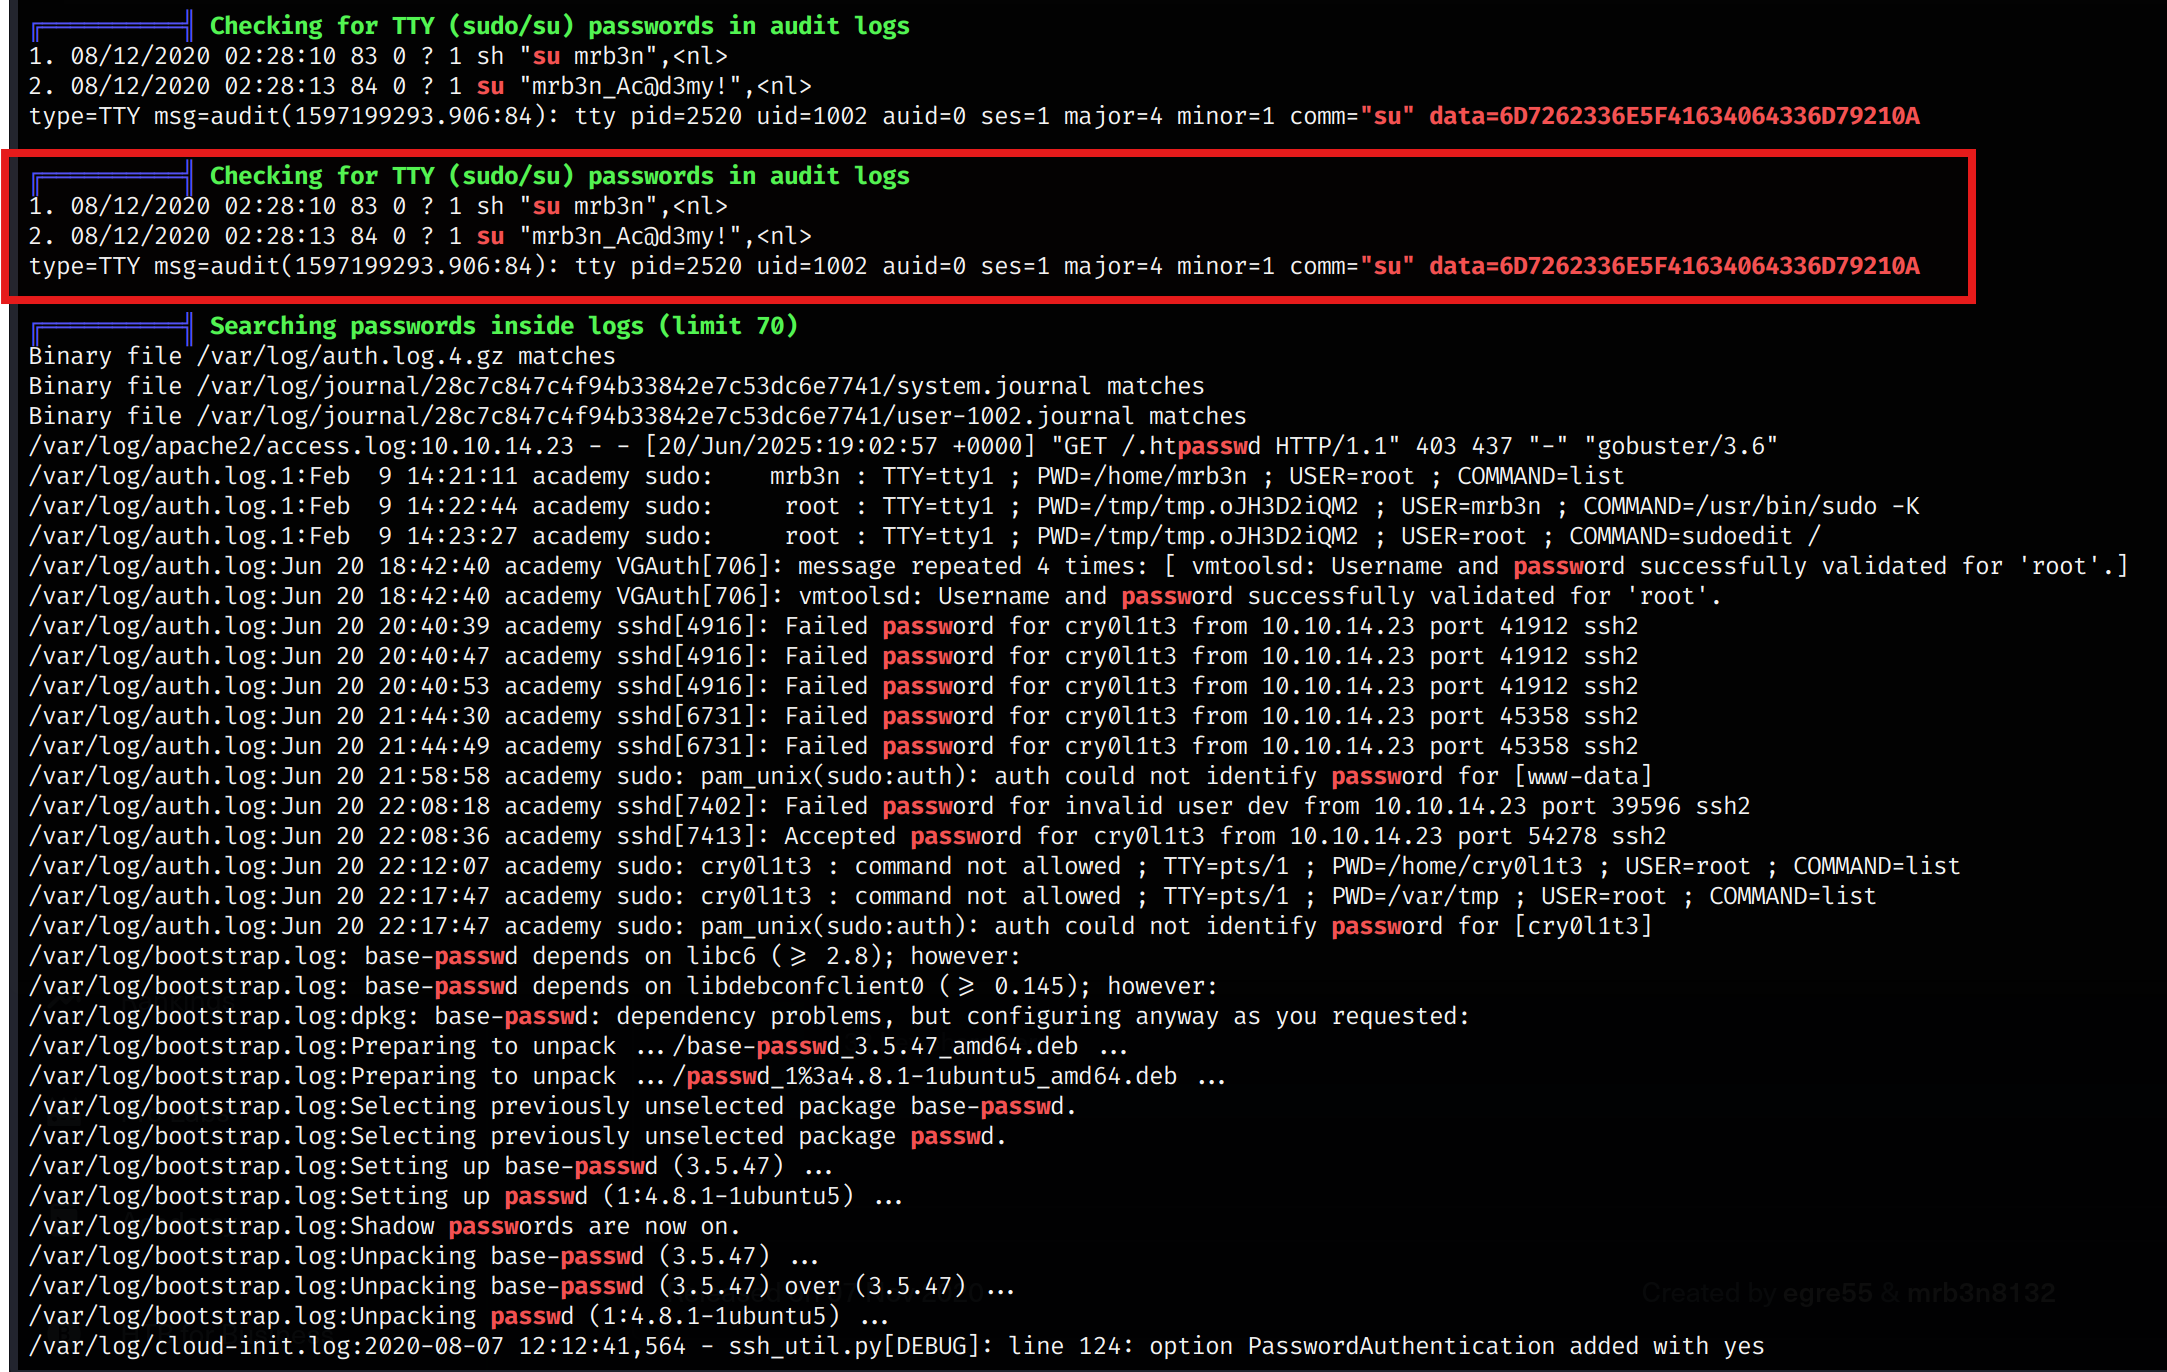 Checking for TTY (sudo/su) passwords in audit logs
1. 08/12/2020 02:28:10 83 0 ? 1 sh "su mrb3n",<nl>
2. 08/12/2020 02:28:13 84 0 ? 1 su "mrb3n_Ac@d3my!",<nl>
type=TTY msg=audit(1597199293.906:84): tty pid=2520 uid=1002 auid=0 ses=1 major=4 minor=1 comm="su" data=6D7262336E5F41634064336D79210A
Checking for TTY (sudo/su) passwords in audit logs
1. 08/12/2020 02:28:10 83 0 ? 1 sh "su mrb3n",<nl>
2. 08/12/2020 02:28:13 84 0 ? 1 su "mrb3n_Ac@d3my!",<nl>
type=TTY msg=audit(1597199293.906:84): tty pid=2520 uid=1002 auid=0 ses=1 major=4 minor=1 comm="su" data=6D7262336E5F41634064336D79210A
Searching passwords inside logs (limit 70)
Binary file /var/log/auth.log.4.gz matches
Binary file /var/log/journal/28c7c847c4f94b33842e7c53dc6e7741/system.journal matches
Binary file /var/log/journal/28c7c847c4f94b33842e7c53dc6e7741/user-1002.journal matches
/var/log/apache2/access.log:10.10.14.23 - - [20/Jun/2025:19:02:57 +0000] "GET /.htpasswd HTTP/1.1" 403 437 "-" "gobuster/3.6"
/var/log/auth.log.1:Feb  9 14:21:11 academy sudo:    mrb3n : TTY=tty1 ; PWD=/home/mrb3n ; USER=root ; COMMAND=list
/var/log/auth.log.1:Feb  9 14:22:44 academy sudo:     root : TTY=tty1 ; PWD=/tmp/tmp.oJH3D2iQM2 ; USER=mrb3n ; COMMAND=/usr/bin/sudo -K
/var/log/auth.log.1:Feb  9 14:23:27 academy sudo:     root : TTY=tty1 ; PWD=/tmp/tmp.oJH3D2iQM2 ; USER=root ; COMMAND=sudoedit /
/var/log/auth.log:Jun 20 18:42:40 academy VGAuth[706]: message repeated 4 times: [ vmtoolsd: Username and password successfully validated for 'root'.]
/var/log/auth.log:Jun 20 18:42:40 academy VGAuth[706]: vmtoolsd: Username and password successfully validated for 'root'.
/var/log/auth.log:Jun 20 20:40:39 academy sshd[4916]: Failed password for cry0l1t3 from 10.10.14.23 port 41912 ssh2
/var/log/auth.log:Jun 20 20:40:47 academy sshd[4916]: Failed password for cry0l1t3 from 10.10.14.23 port 41912 ssh2
/var/log/auth.log:Jun 20 20:40:53 academy sshd[4916]: Failed password for cry0l1t3 from 10.10.14.23 port 41912 ssh2
/var/log/auth.log:Jun 20 21:44:30 academy sshd[6731]: Failed password for cry0l1t3 from 10.10.14.23 port 45358 ssh2
/var/log/auth.log:Jun 20 21:44:49 academy sshd[6731]: Failed password for cry0l1t3 from 10.10.14.23 port 45358 ssh2
/var/log/auth.log:Jun 20 21:58:58 academy sudo: pam_unix(sudo:auth): auth could not identify password for [www-data]
/var/log/auth.log:Jun 20 22:08:18 academy sshd[7402]: Failed password for invalid user dev from 10.10.14.23 port 39596 ssh2
/var/log/auth.log:Jun 20 22:08:36 academy sshd[7413]: Accepted password for cry0l1t3 from 10.10.14.23 port 54278 ssh2
/var/log/auth.log:Jun 20 22:12:07 academy sudo: cry0l1t3 : command not allowed ; TTY=pts/1 ; PWD=/home/cry0l1t3 ; USER=root ; COMMAND=list
/var/log/auth.log:Jun 20 22:17:47 academy sudo: cry0l1t3 : command not allowed ; TTY=pts/1 ; PWD=/var/tmp ; USER=root ; COMMAND=list
/var/log/auth.log:Jun 20 22:17:47 academy sudo: pam_unix(sudo:auth): auth could not identify password for [cry0l1t3]
/var/log/bootstrap.log: base-passwd depends on libc6 (>= 2.8); however:
/var/log/bootstrap.log: base-passwd depends on libdebconfclient0 (>= 0.145); however:
/var/log/bootstrap.log:dpkg: base-passwd: dependency problems, but configuring anyway as you requested:
/var/log/bootstrap.log:Preparing to unpack .../base-passwd_3.5.47_amd64.deb ...
/var/log/bootstrap.log:Preparing to unpack .../passwd_1%3a4.8.1-1ubuntu5_amd64.deb ...
/var/log/bootstrap.log:Selecting previously unselected package base-passwd.
/var/log/bootstrap.log:Selecting previously unselected package passwd.
/var/log/bootstrap.log:Setting up base-passwd (3.5.47) ...
/var/log/bootstrap.log:Setting up passwd (1:4.8.1-1ubuntu5) ...
/var/log/bootstrap.log:Shadow passwords are now on.
/var/log/bootstrap.log:Unpacking base-passwd (3.5.47) ...
/var/log/bootstrap.log:Unpacking base-passwd (3.5.47) over (3.5.47) ...
Created by egre55 & mrb3n8132
/var/log/bootstrap.log:Unpacking passwd (1:4.8.1-1ubuntu5) ...
/var/log/cloud-init.log:2020-08-07 12:12:41,564 - ssh_util.py[DEBUG]: line 124: option PasswordAuthentication added with yes